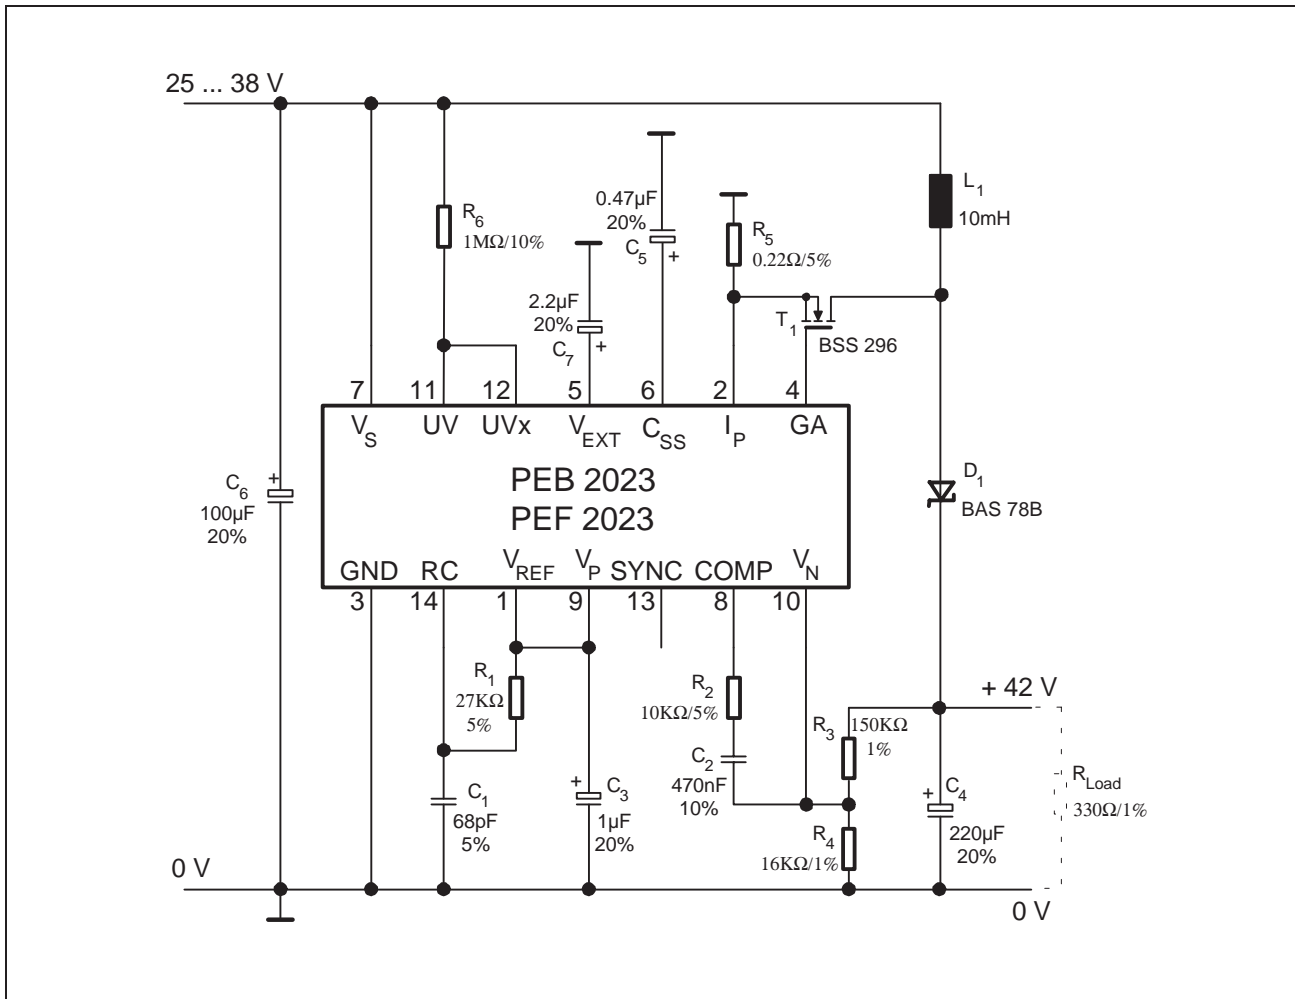 25 ... 38 V
L1
10mH
0.47µF
20%
C5
+
R6
1MΩ/10%
R5
0.22Ω/5%
2.2µF
20%
C7
+
T1
BSS 296
7
11
12
5
6
2
4
VS
UV
UVx
VEXT
CSS
IP
GA
PEB 2023
PEF 2023
C6
+
100µF
20%
D1
BAS 78B
GND
RC
VREF
VP
SYNC
COMP
VN
3
14
1
9
13
8
10
R1
27KΩ
5%
R2
10KΩ/5%
+ 42 V
R3
150KΩ
1%
C2
470nF
10%
C1
68pF
5%
+
C3
1µF
20%
R4
16KΩ/1%
+
C4
220µF
20%
RLoad
330Ω/1%
0 V
0 V